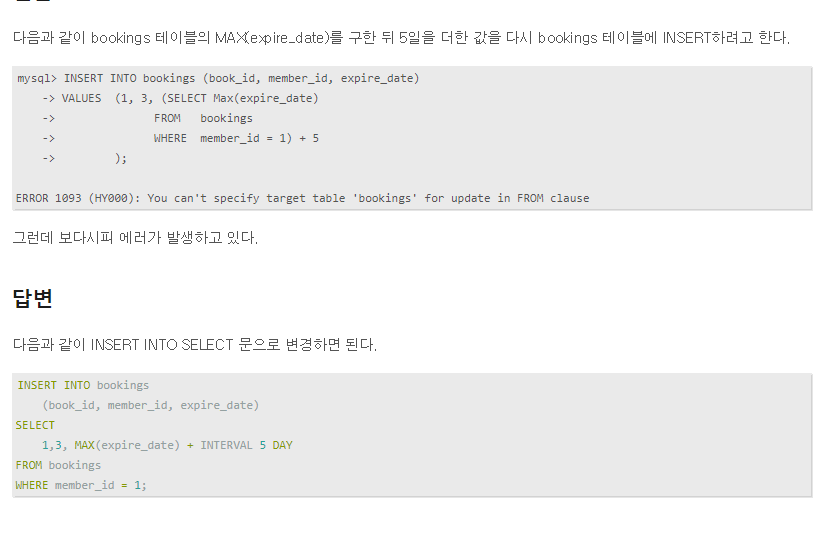 다음과 같이 bookings 테이블의 MAX(expire_date)를 구한 뒤 5일을 더한 값을 다시 bookings 테이블에 INSERT하려고 한다.
mysql> INSERT INTO bookings (book_id, member_id, expire_date)
    -> VALUES  (1, 3, (SELECT Max(expire_date)
    ->               FROM   bookings
    ->               WHERE  member_id = 1) + 5
    ->         );
ERROR 1093 (HY000): You can't specify target table 'bookings' for update in FROM clause
그런데 보다시피 에러가 발생하고 있다.
답변
다음과 같이 INSERT INTO SELECT 문으로 변경하면 된다.
INSERT INTO bookings
    (book_id, member_id, expire_date)
SELECT
    1,3, MAX(expire_date) + INTERVAL 5 DAY
FROM bookings
WHERE member_id = 1;